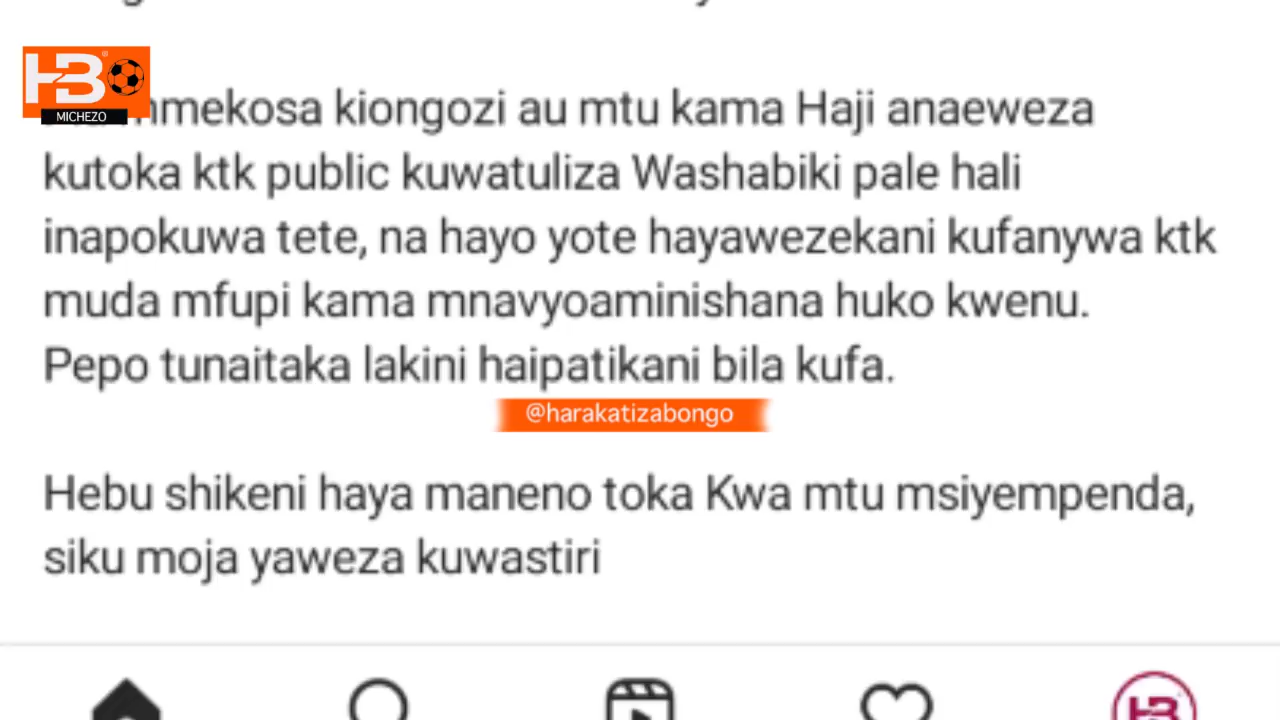 HB
MICHEZO
mmekosa kiongozi au mtu kama Haji anaeweza
kutoka ktk public kuwatuliza Washabiki pale hali
inapokuwa tete, na hayo yote hayawezekani kufanywa ktk
muda mfupi kama mnavyoaminishana huko kwenu.
Pepo tunaitaka lakini haipatikani bila kufa.
@harakatizabongo
Hebu shikeni haya maneno toka Kwa mtu msiyempenda,
siku moja yaweza kuwastiri
HB